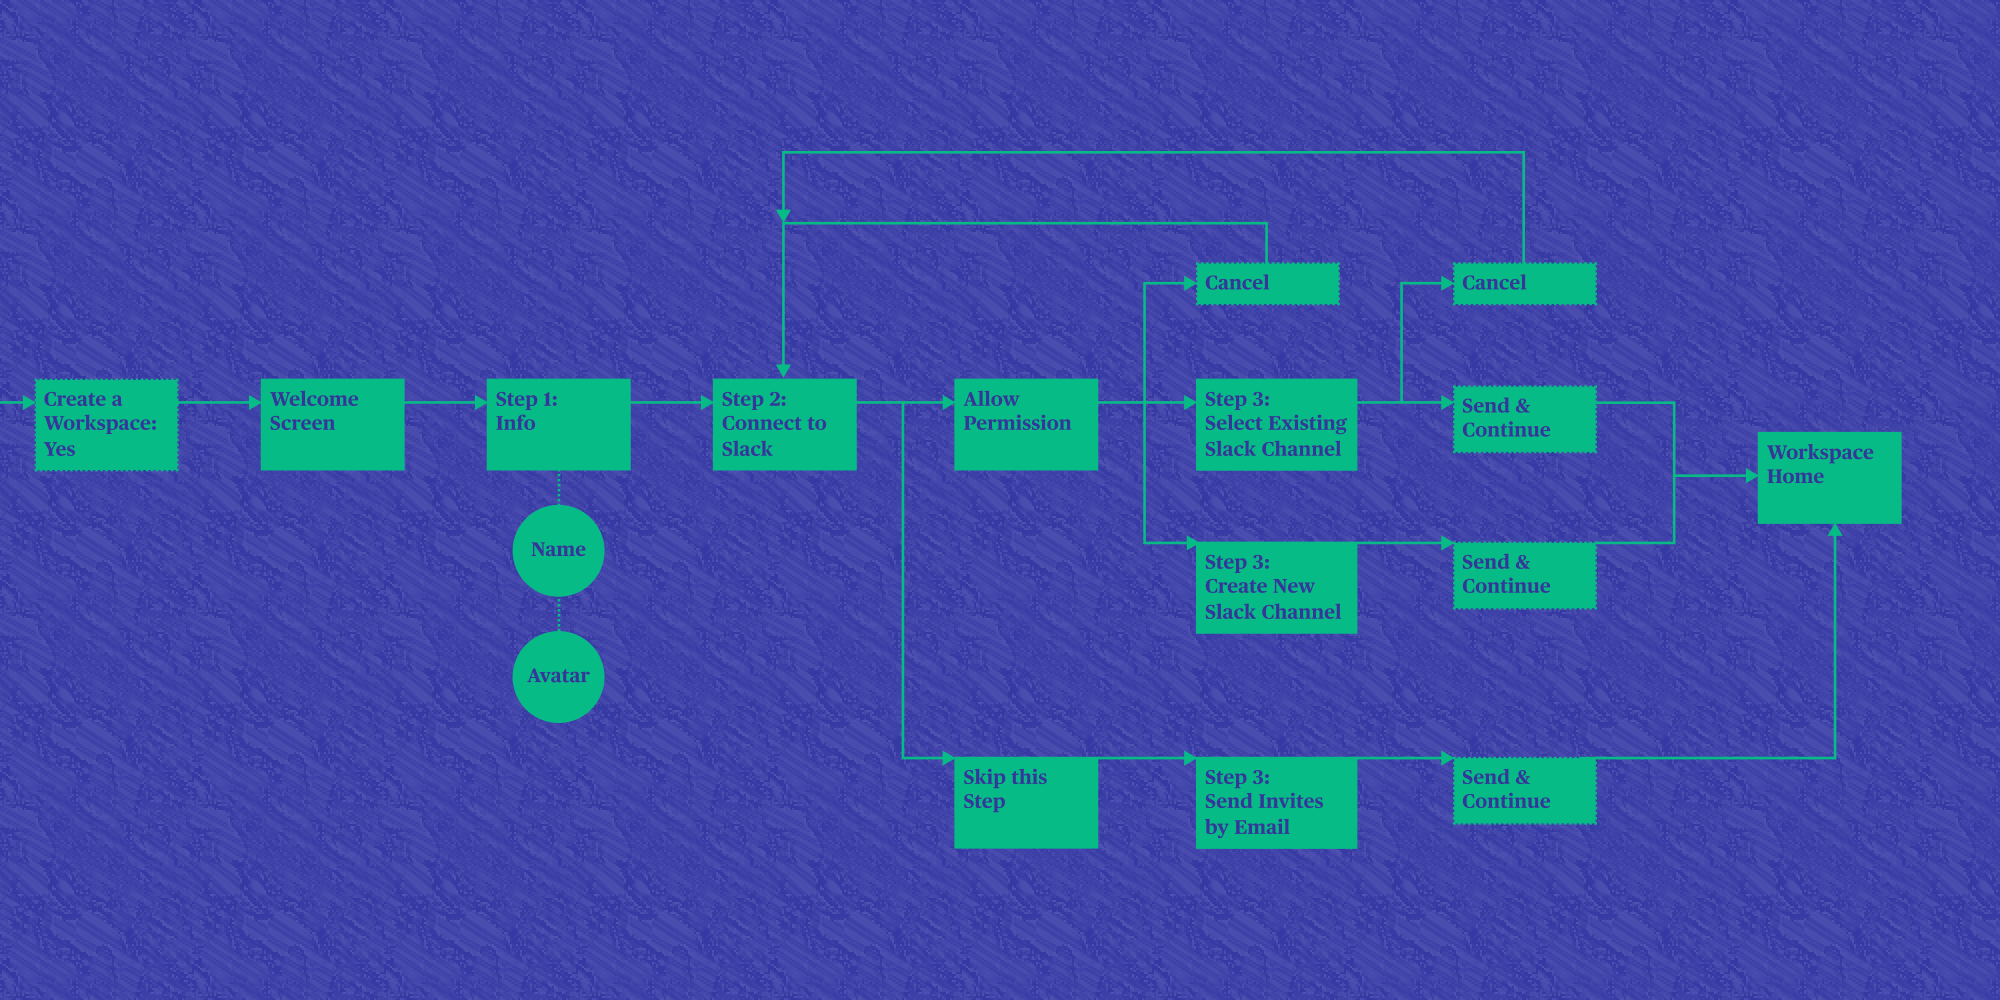 Cancel
Cancel
Create a
Workspace:
Yes
Welcome
Screen
Step 1:
Info
Name
Avatar
Step 2:
Connect to
Slack
Allow
Permission
Step 3:
Select Existing
Slack Channel
Send &
Continue
Workspace
Home
Step 3:
Create New
Slack Channel
Send &
Continue
Skip this
Step
Step 3:
Send Invites
by Email
Send &
Continue